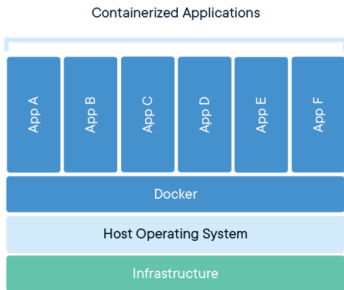 Containerized Applications
App A
App B
App C
App D
App E
App F
Docker
Host Operating System
Infrastructure